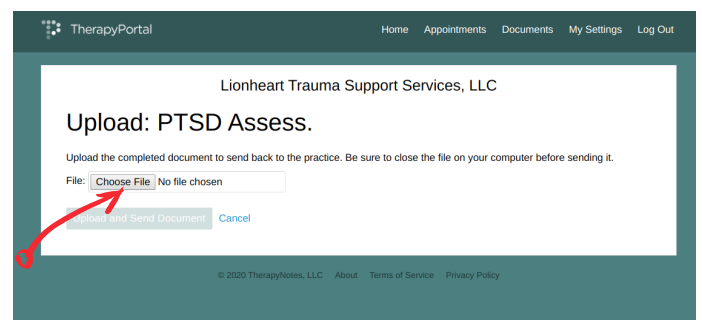 TherapyPortal Home Appointments Documents My Settings Log Out
Lionheart Trauma Support Services, LLC
Upload: PTSD Assess.
Upload the completed document to send back to the practice. Be sure to close the file on your computer before sending it.
File: Choose File No file chosen
Upload and Send Document Cancel
© 2020 TherapyNotes, LLC About Terms of Service Privacy Policy